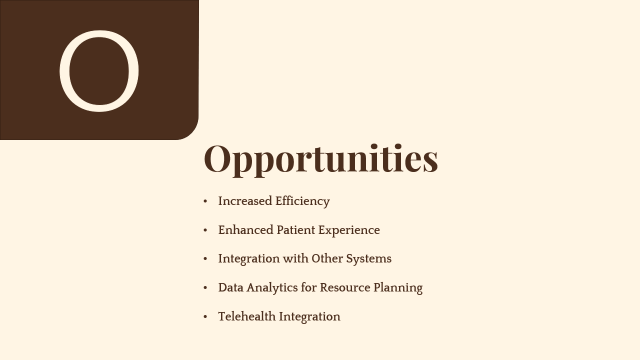 O
Opportunities
• Increased Efficiency
• Enhanced Patient Experience
• Integration with Other Systems
• Data Analytics for Resource Planning
• Telehealth Integration